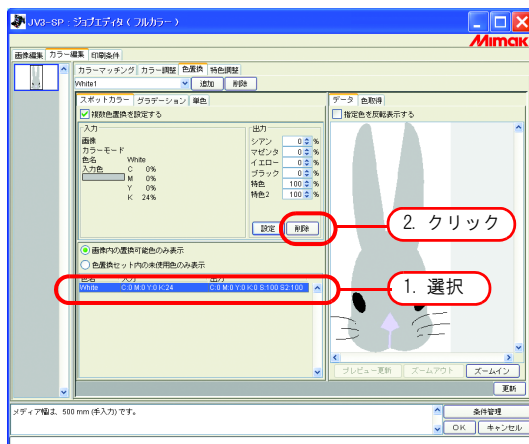 JV3-SP : ジョブエディタ ( フルカラー )
Mimaki
画像編集 カラー編集 印刷条件
カラーマッチング カラー調整 色置換 特色調整
White1 追加 削除
スポットカラー グラデーション 単色
複数色置換を設定する
入力
画像
カラーモード
色名 White
入力色 C 0%
M 0%
Y 0%
K 24%
出力
シアン 0 %
マゼンタ 0 %
イエロー 0 %
ブラック 0 %
特色 100 %
特色2 100 %
設定 削除
画像内の置換可能色のみ表示
色置換セット内の未使用色のみ表示
色名 入力 出力
White C:0 M:0 Y:0 K:24 C:0 M:0 Y:0 K:0 S:100 S2:100
データ 色取得
指定色を反転表示する
2. クリック
1. 選択
プレビュー更新 ズームアウト ズームイン
更新
メディア幅は、500 mm (手入力) です。
条件管理
OK キャンセル